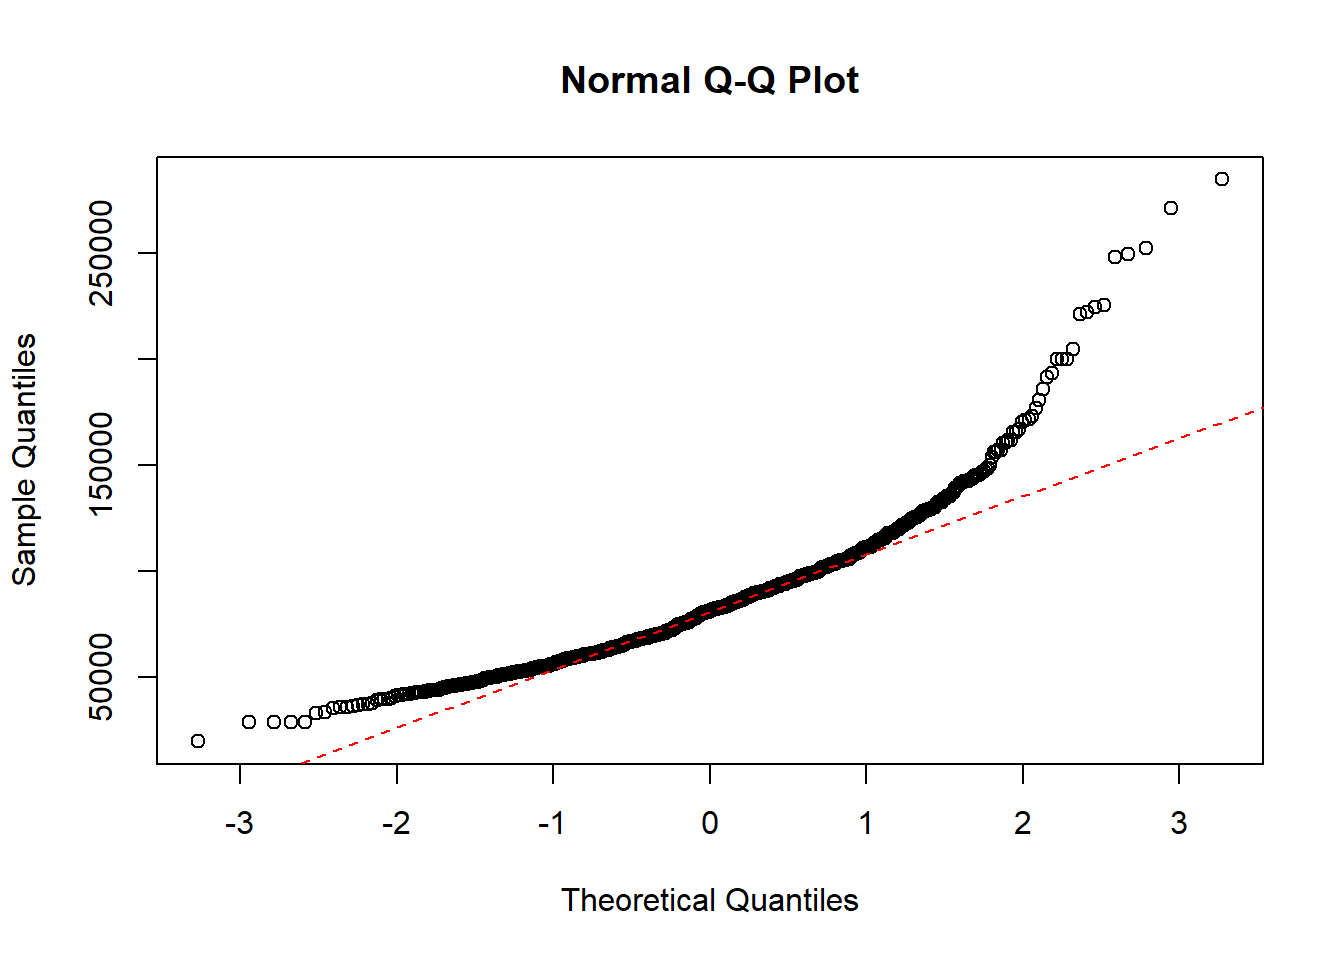 Normal Q-Q Plot
Sample Quantiles
250000
150000
50000
-3 -2 -1 0 1 2 3
Theoretical Quantiles